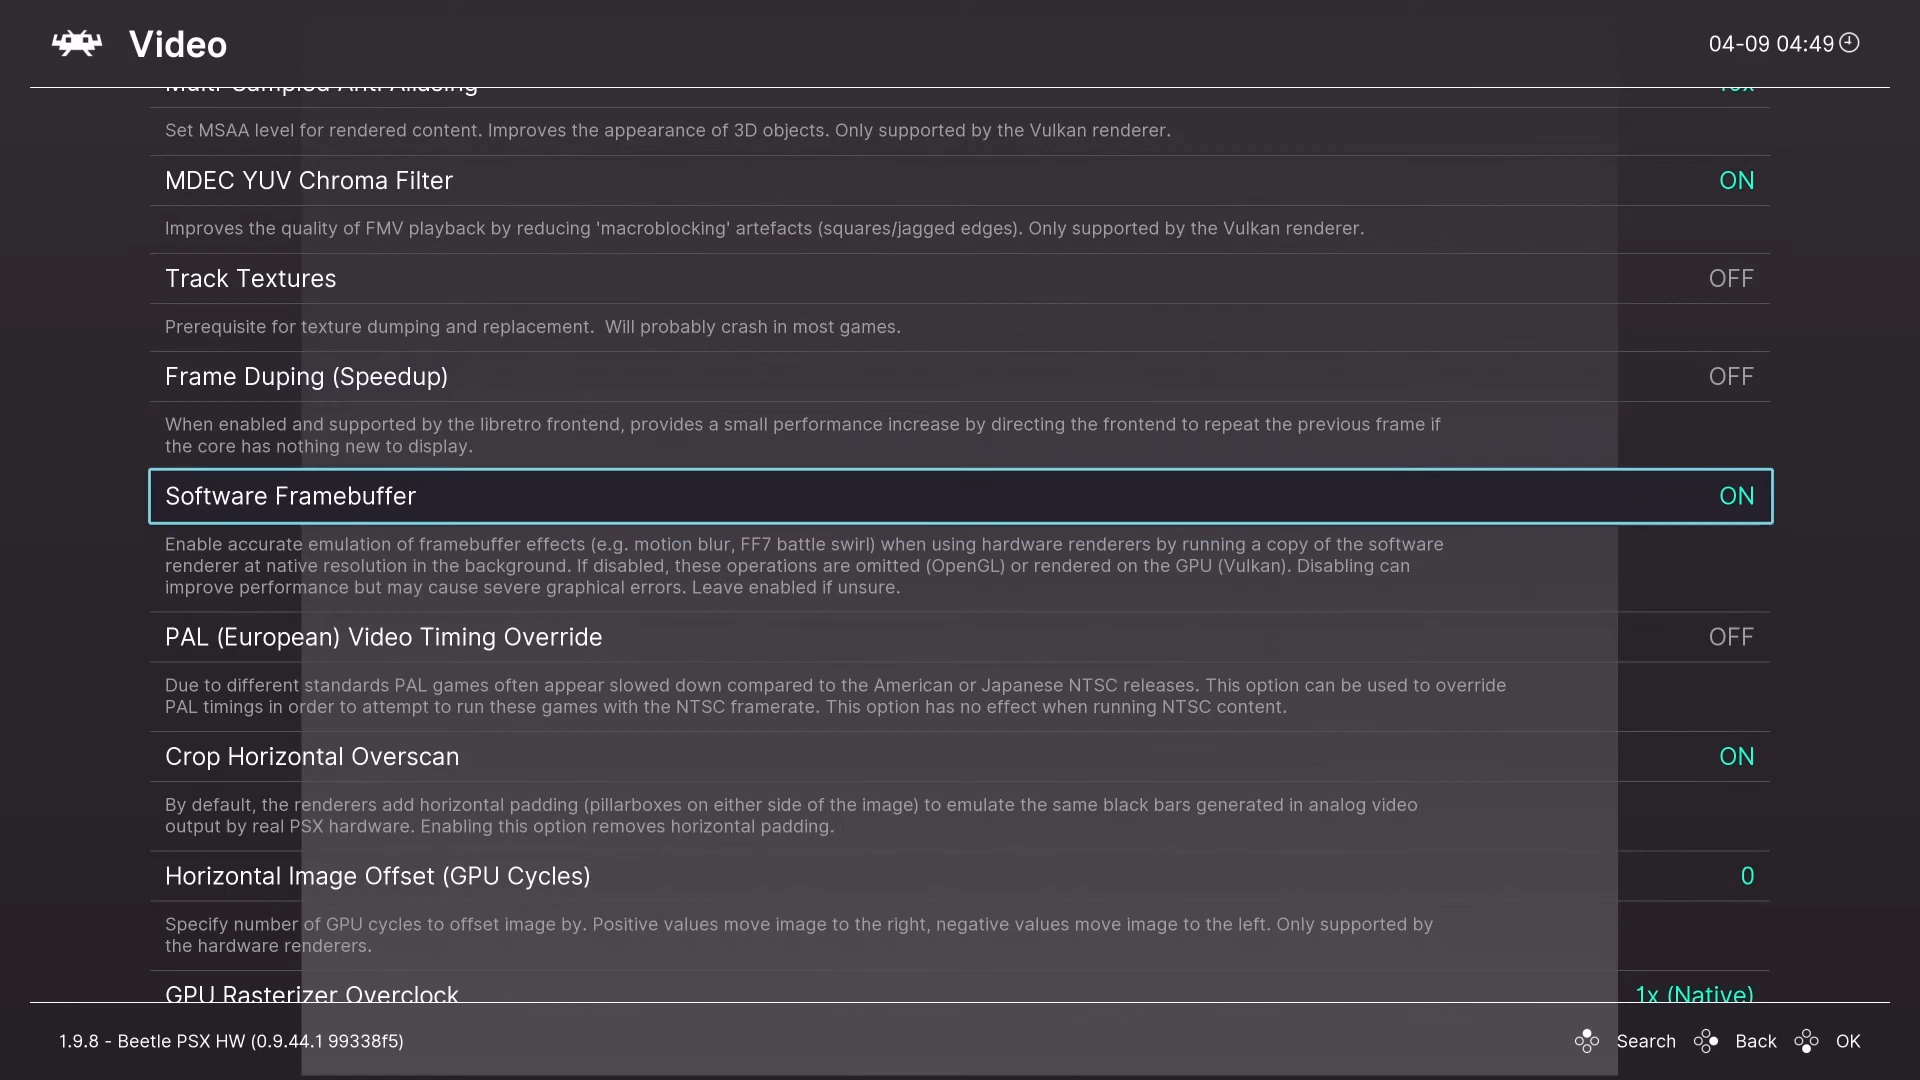 Video
04-09 04:49
Multi-Sampled Anti Aliasing
Set MSAA level for rendered content. Improves the appearance of 3D objects. Only supported by the Vulkan renderer.
MDEC YUV Chroma Filter ON
Improves the quality of FMV playback by reducing 'macroblocking' artefacts (squares/jagged edges). Only supported by the Vulkan renderer.
Track Textures OFF
Prerequisite for texture dumping and replacement.  Will probably crash in most games.
Frame Duping (Speedup) OFF
When enabled and supported by the libretro frontend, provides a small performance increase by directing the frontend to repeat the previous frame if
the core has nothing new to display.
Software Framebuffer ON
Enable accurate emulation of framebuffer effects (e.g. motion blur, FF7 battle swirl) when using hardware renderers by running a copy of the software
renderer at native resolution in the background. If disabled, these operations are omitted (OpenGL) or rendered on the GPU (Vulkan). Disabling can
improve performance but may cause severe graphical errors. Leave enabled if unsure.
PAL (European) Video Timing Override OFF
Due to different standards PAL games often appear slowed down compared to the American or Japanese NTSC releases. This option can be used to override
PAL timings in order to attempt to run these games with the NTSC framerate. This option has no effect when running NTSC content.
Crop Horizontal Overscan ON
By default, the renderers add horizontal padding (pillarboxes on either side of the image) to emulate the same black bars generated in analog video
output by real PSX hardware. Enabling this option removes horizontal padding.
Horizontal Image Offset (GPU Cycles) 0
Specify number of GPU cycles to offset image by. Positive values move image to the right, negative values move image to the left. Only supported by
the hardware renderers.
GPU Rasterizer Overclock 1x (Native)
1.9.8 - Beetle PSX HW (0.9.44.1 99338f5)
Search Back OK